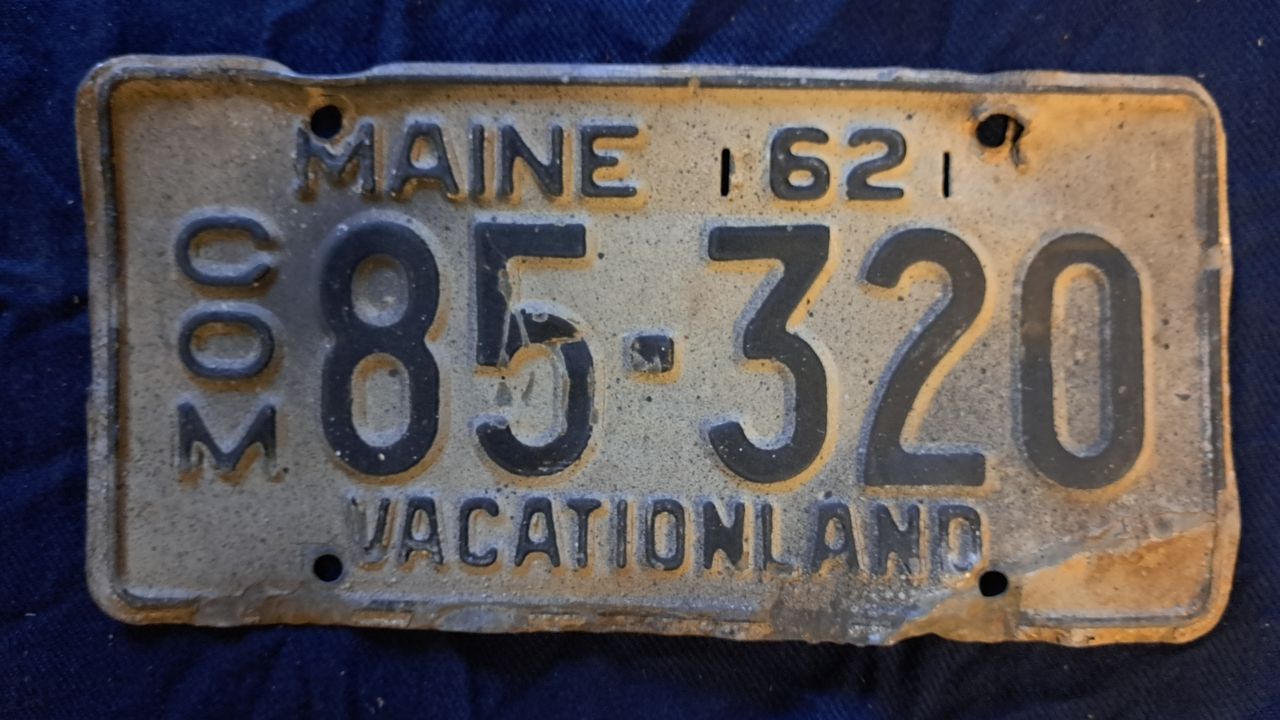 MAINE 62
COM
85-320
VACATIONLAND